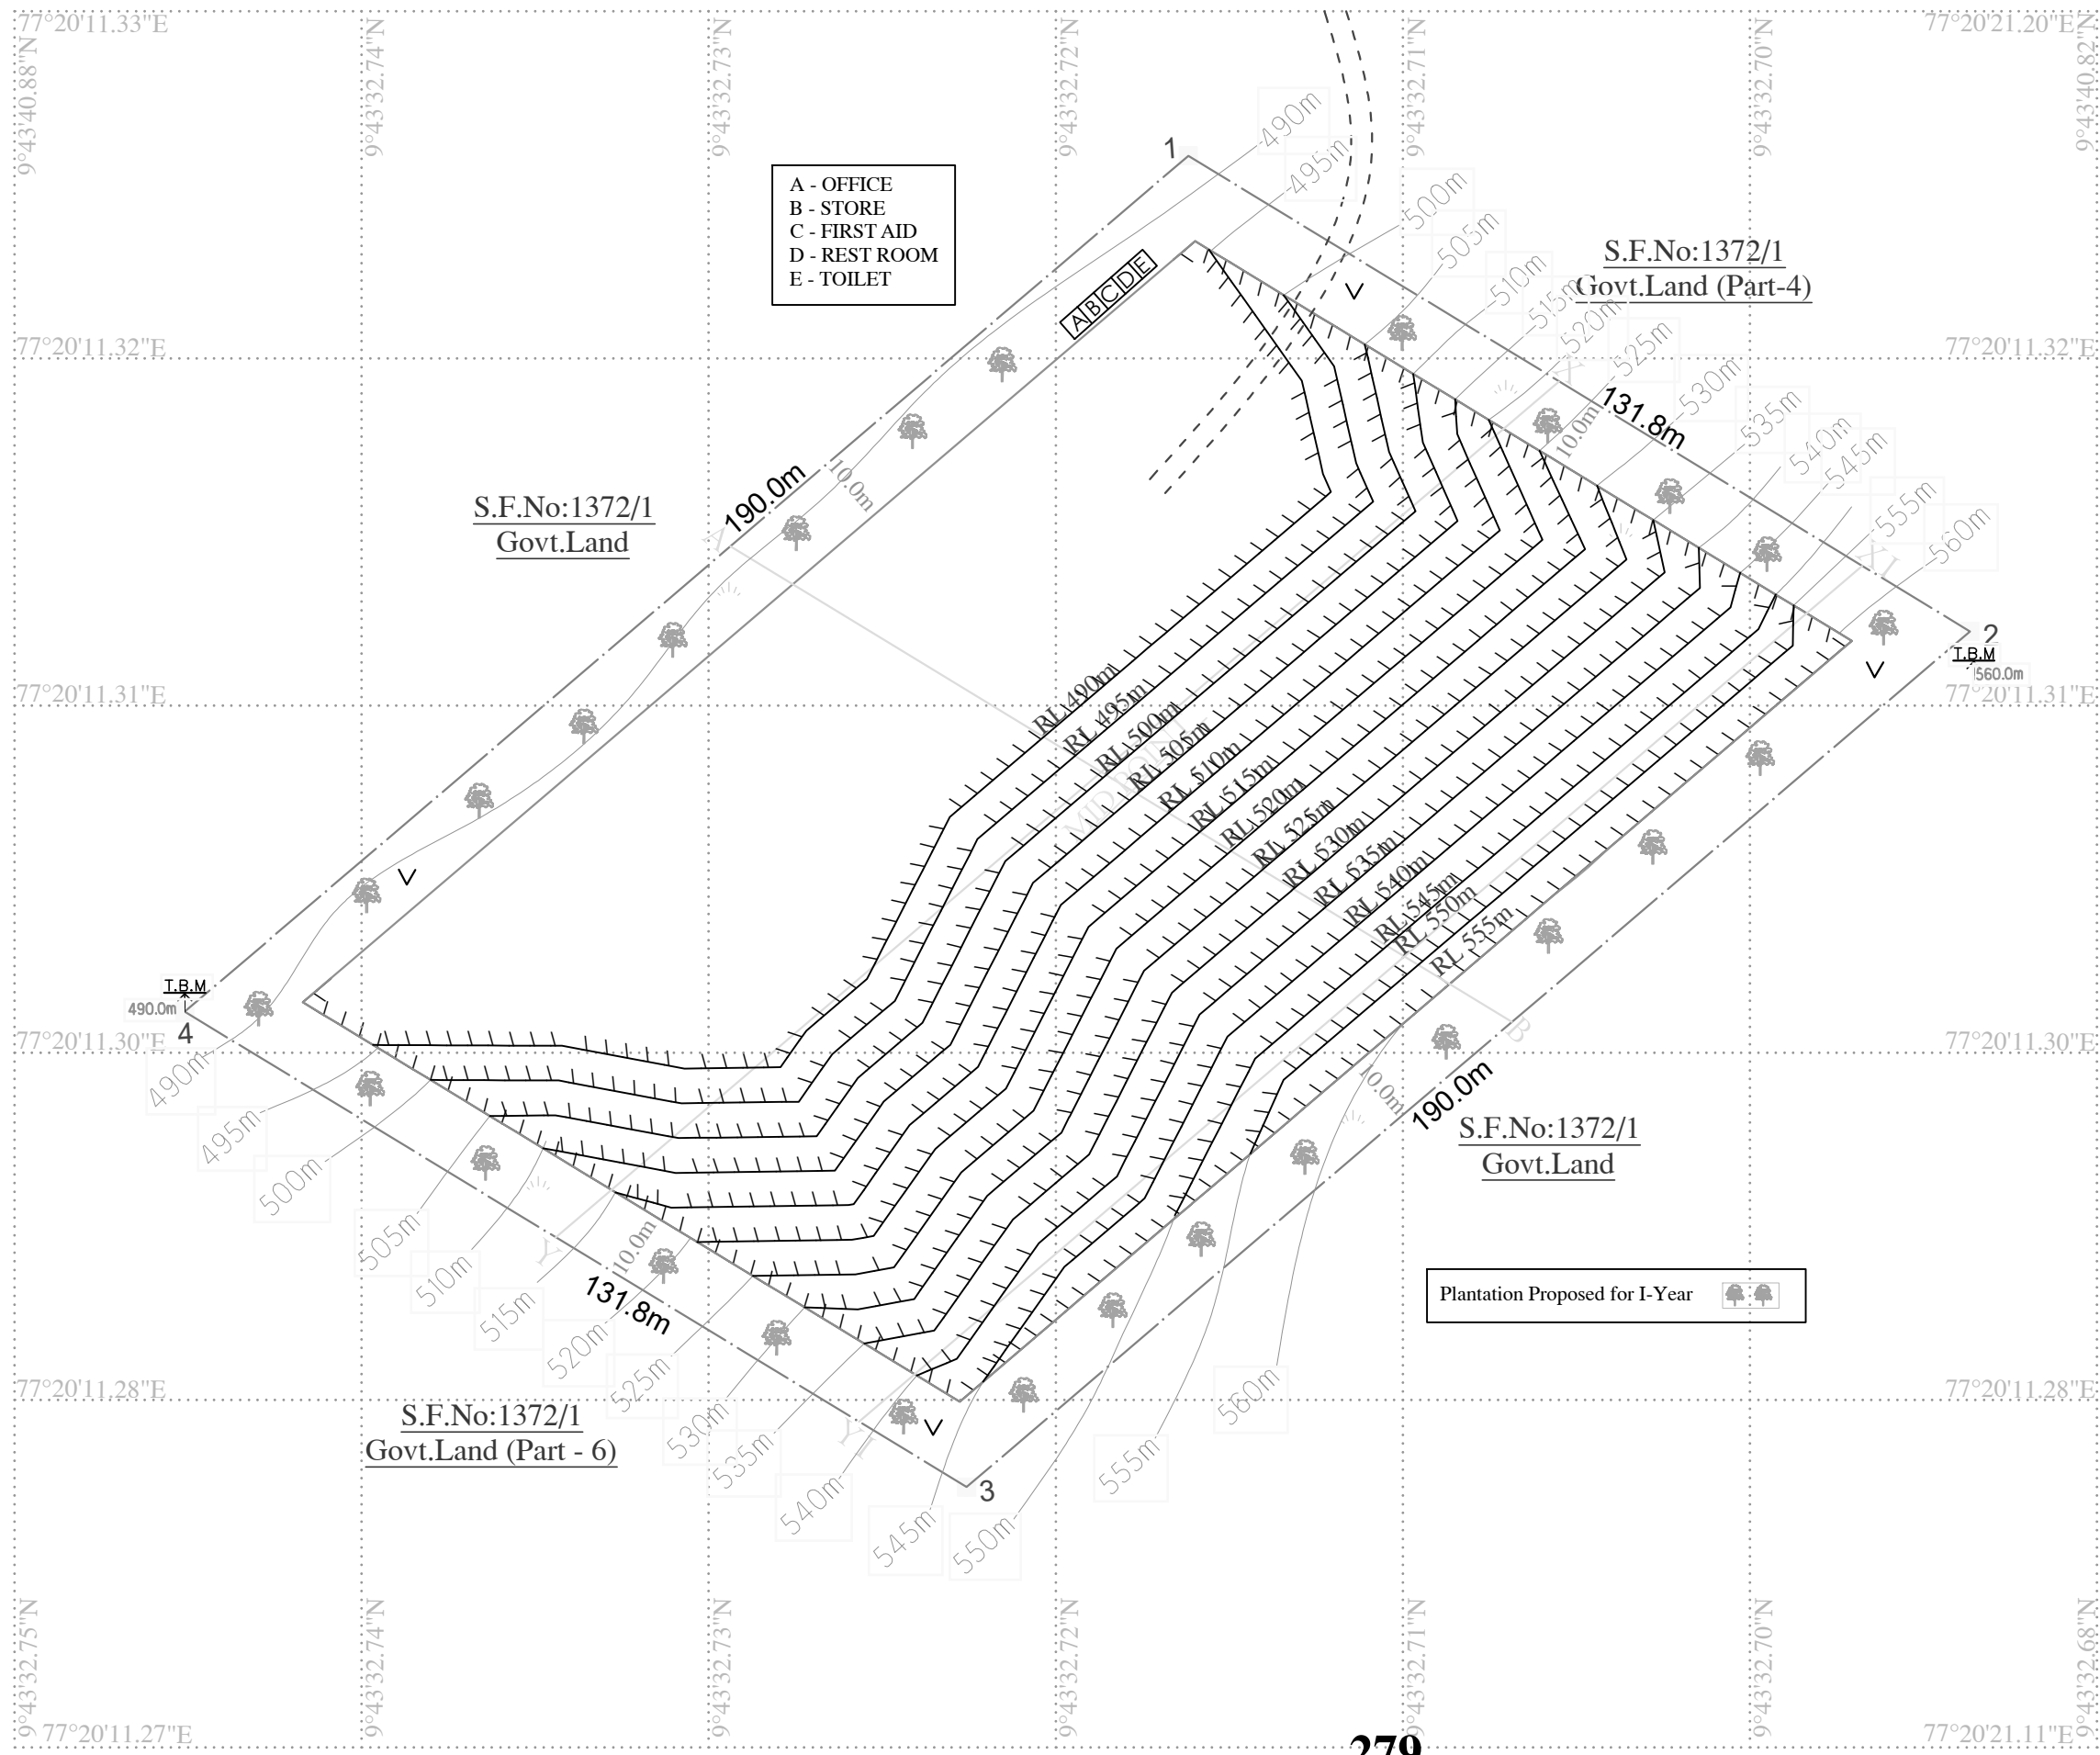 77°20'11.33"E
77°20'21.20"E
9°43'40.88"N
9°43'32.74"N
9°43'32.73"N
9°43'32.72"N
9°43'32.71"N
9°43'32.70"N
9°43'40.82"N
490m
495m
500m
505m
510m
515m
520m
525m
530m
535m
540m
545m
555m
560m
1
A - OFFICE
B - STORE
C - FIRST AID
D - REST ROOM
E - TOILET
A B C D E
S.F.No:1372/1
Govt.Land (Part-4)
77°20'11.32"E
77°20'11.32"E
X
131.8m
10.0m
190.0m
10.0m
S.F.No:1372/1
Govt.Land
A
2
T.B.M
560.0m
77°20'11.31"E
77°20'11.31"E
RL 490m
RL 495m
RL 500m
RL 505m
RL 510m
RL 515m
RL 520m
RL 525m
RL 530m
RL 535m
RL 540m
RL 545m
RL 550m
RL 555m
T.B.M
490.0m
4
77°20'11.30"E
77°20'11.30"E
B
10.0m
190.0m
S.F.No:1372/1
Govt.Land
490m
495m
500m
505m
510m
515m
520m
525m
530m
535m
540m
545m
550m
555m
560m
Y
10.0m
131.8m
Plantation Proposed for I-Year
77°20'11.28"E
77°20'11.28"E
S.F.No:1372/1
Govt.Land (Part - 6)
3
9°43'32.75"N
9°43'32.74"N
9°43'32.73"N
9°43'32.72"N
9°43'32.71"N
9°43'32.70"N
9°43'32.68"N
77°20'11.27"E
77°20'21.11"E
279